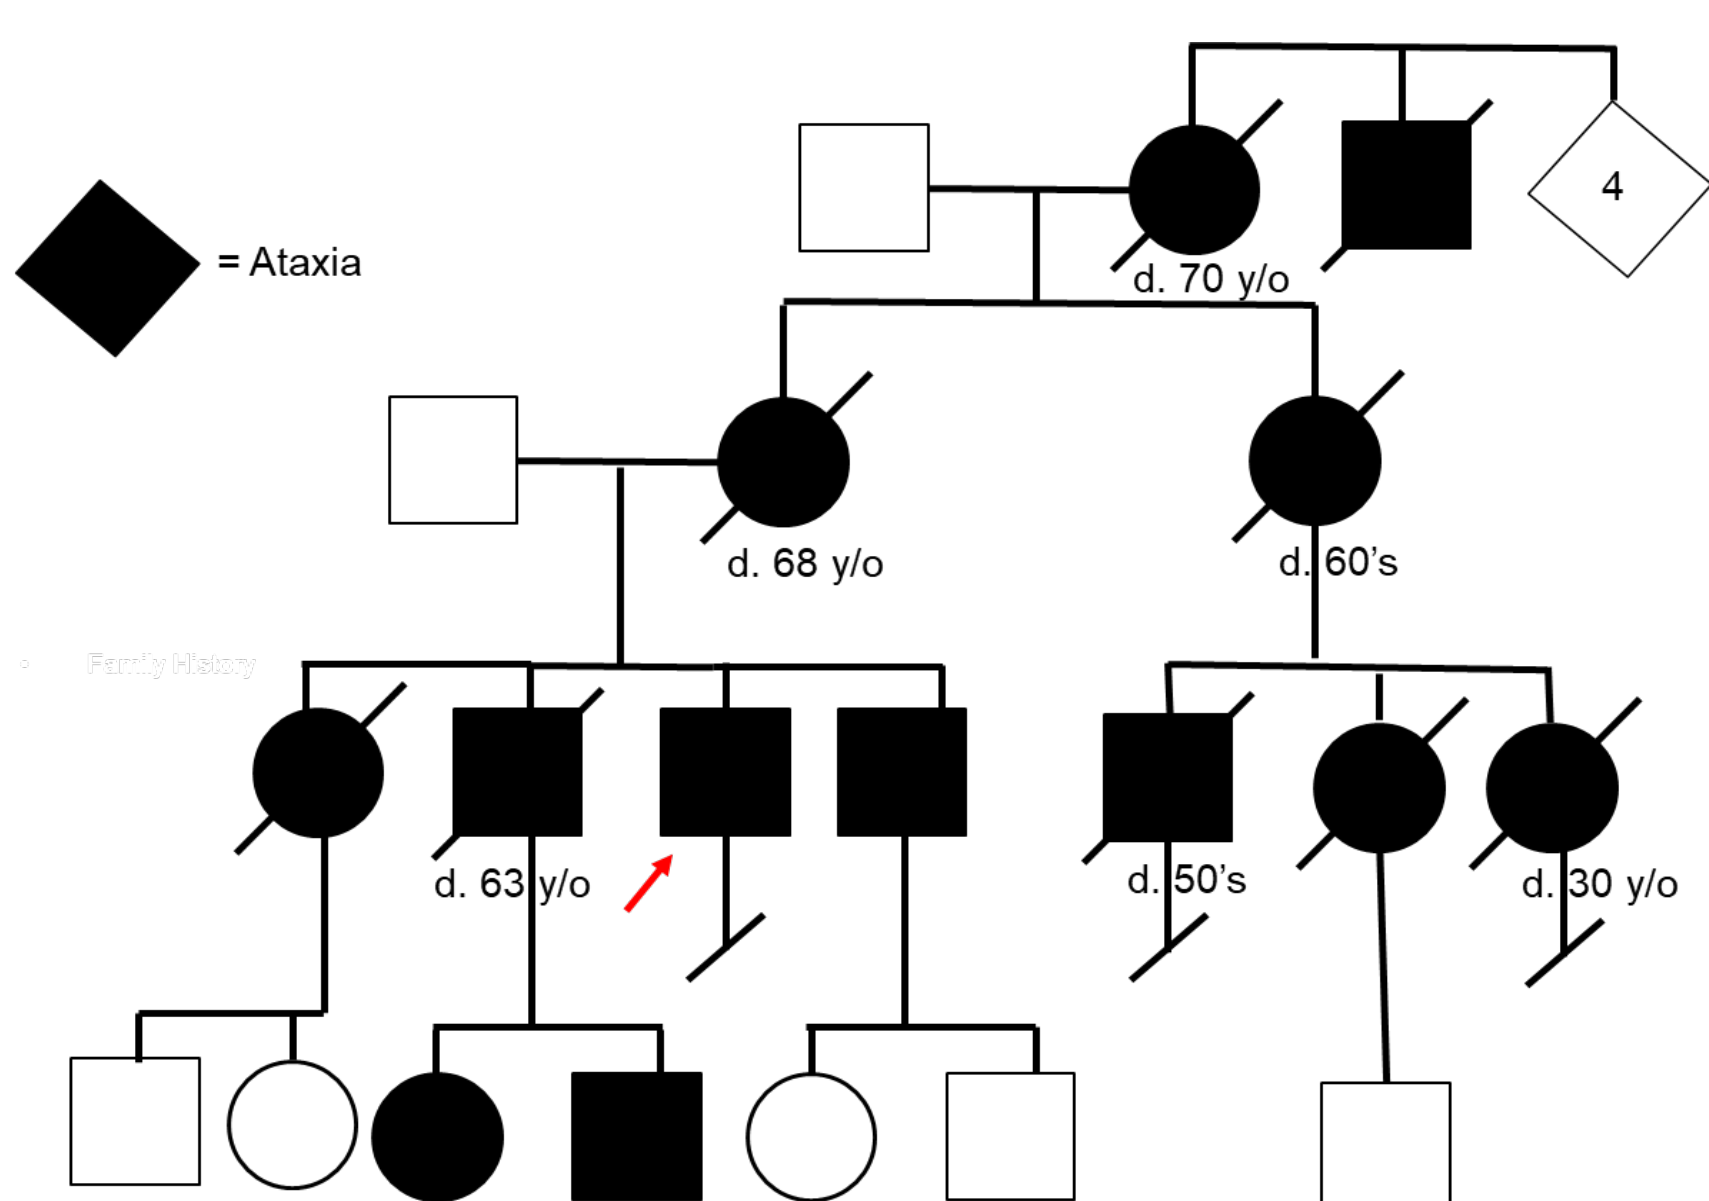 4
= Ataxia
d. 70 y/o
d. 68 y/o
d. 60’s
• Family History
d. 63 y/o
d. 50’s
d. 30 y/o